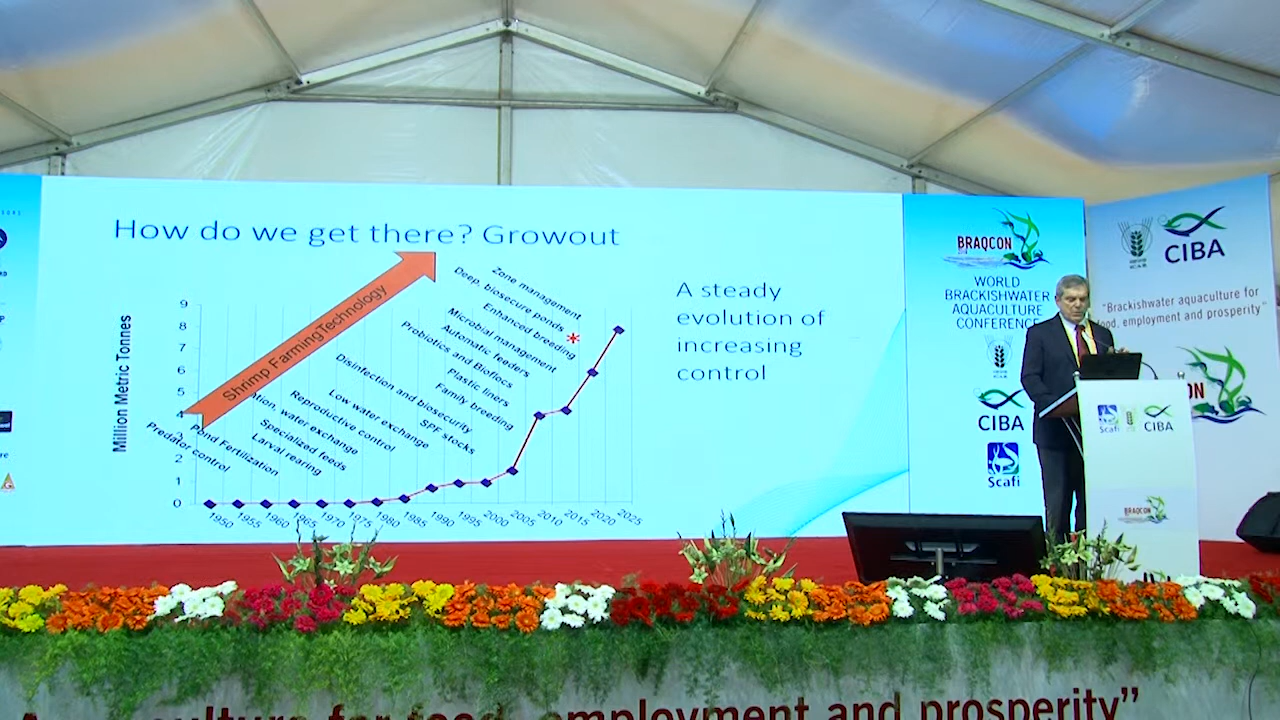 How do we get there? Growout
Shrimp Farming Technology
Million Metric Tonnes
9
8
7
6
5
4
2
1
0
1950
1955
1960
1965
1970
1975
1980
1985
1990
1995
2000
2005
2010
2015
2020
2025
Predator control
Pond Fertilization
Larval rearing
Specialized feeds
water exchange
Reproductive control
Low water exchange
Disinfection and biosecurity
SPF stocks
Family breeding
Plastic liners
Probiotics and Bioflocs
Automatic feeders
Microbial management
Enhanced breeding
*
Deep, biosecure ponds
Zone management
A steady
evolution of
increasing
control
BRAQCON
WORLD
BRACKISHWATER
AQUACULTURE
CONFERENCE
CIBA
Scafi
CIBA
"Brackishwater aquaculture for
food, employment and prosperity"
Scafi
CIBA
BRAQCON
for food, employment and prosperity"